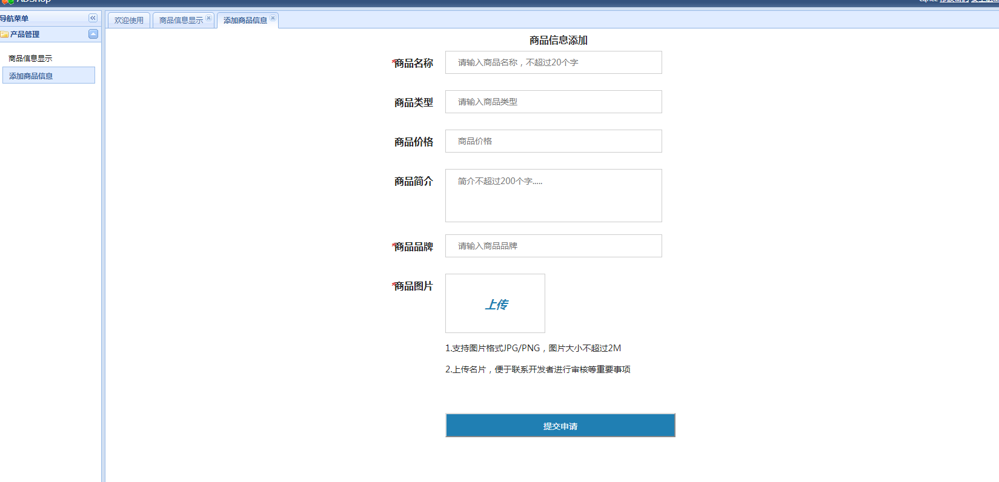 ADShop
导航菜单
产品管理
商品信息显示
添加商品信息
欢迎使用 商品信息显示 添加商品信息
商品信息添加
*商品名称 请输入商品名称，不超过20个字
商品类型 请输入商品类型
商品价格 商品价格
商品简介 简介不超过200个字.....
*商品品牌 请输入商品品牌
*商品图片 上传
1.支持图片格式JPG/PNG，图片大小不超过2M
2.上传名片，便于联系开发者进行审核等重要事项
提交申请